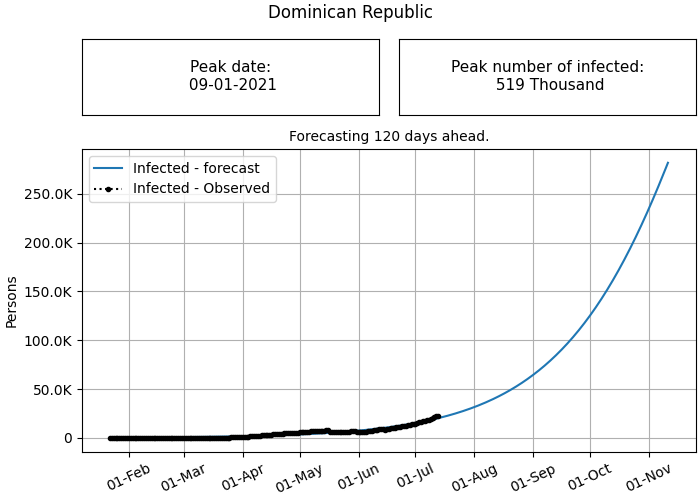 Dominican Republic
Peak date:
09-01-2021
Peak number of infected:
519 Thousand
Forecasting 120 days ahead.
Infected - forecast
Infected - Observed
250.0K
200.0K
150.0K
100.0K
50.0K
0
Persons
01-Feb
01-Mar
01-Apr
01-May
01-Jun
01-Jul
01-Aug
01-Sep
01-Oct
01-Nov